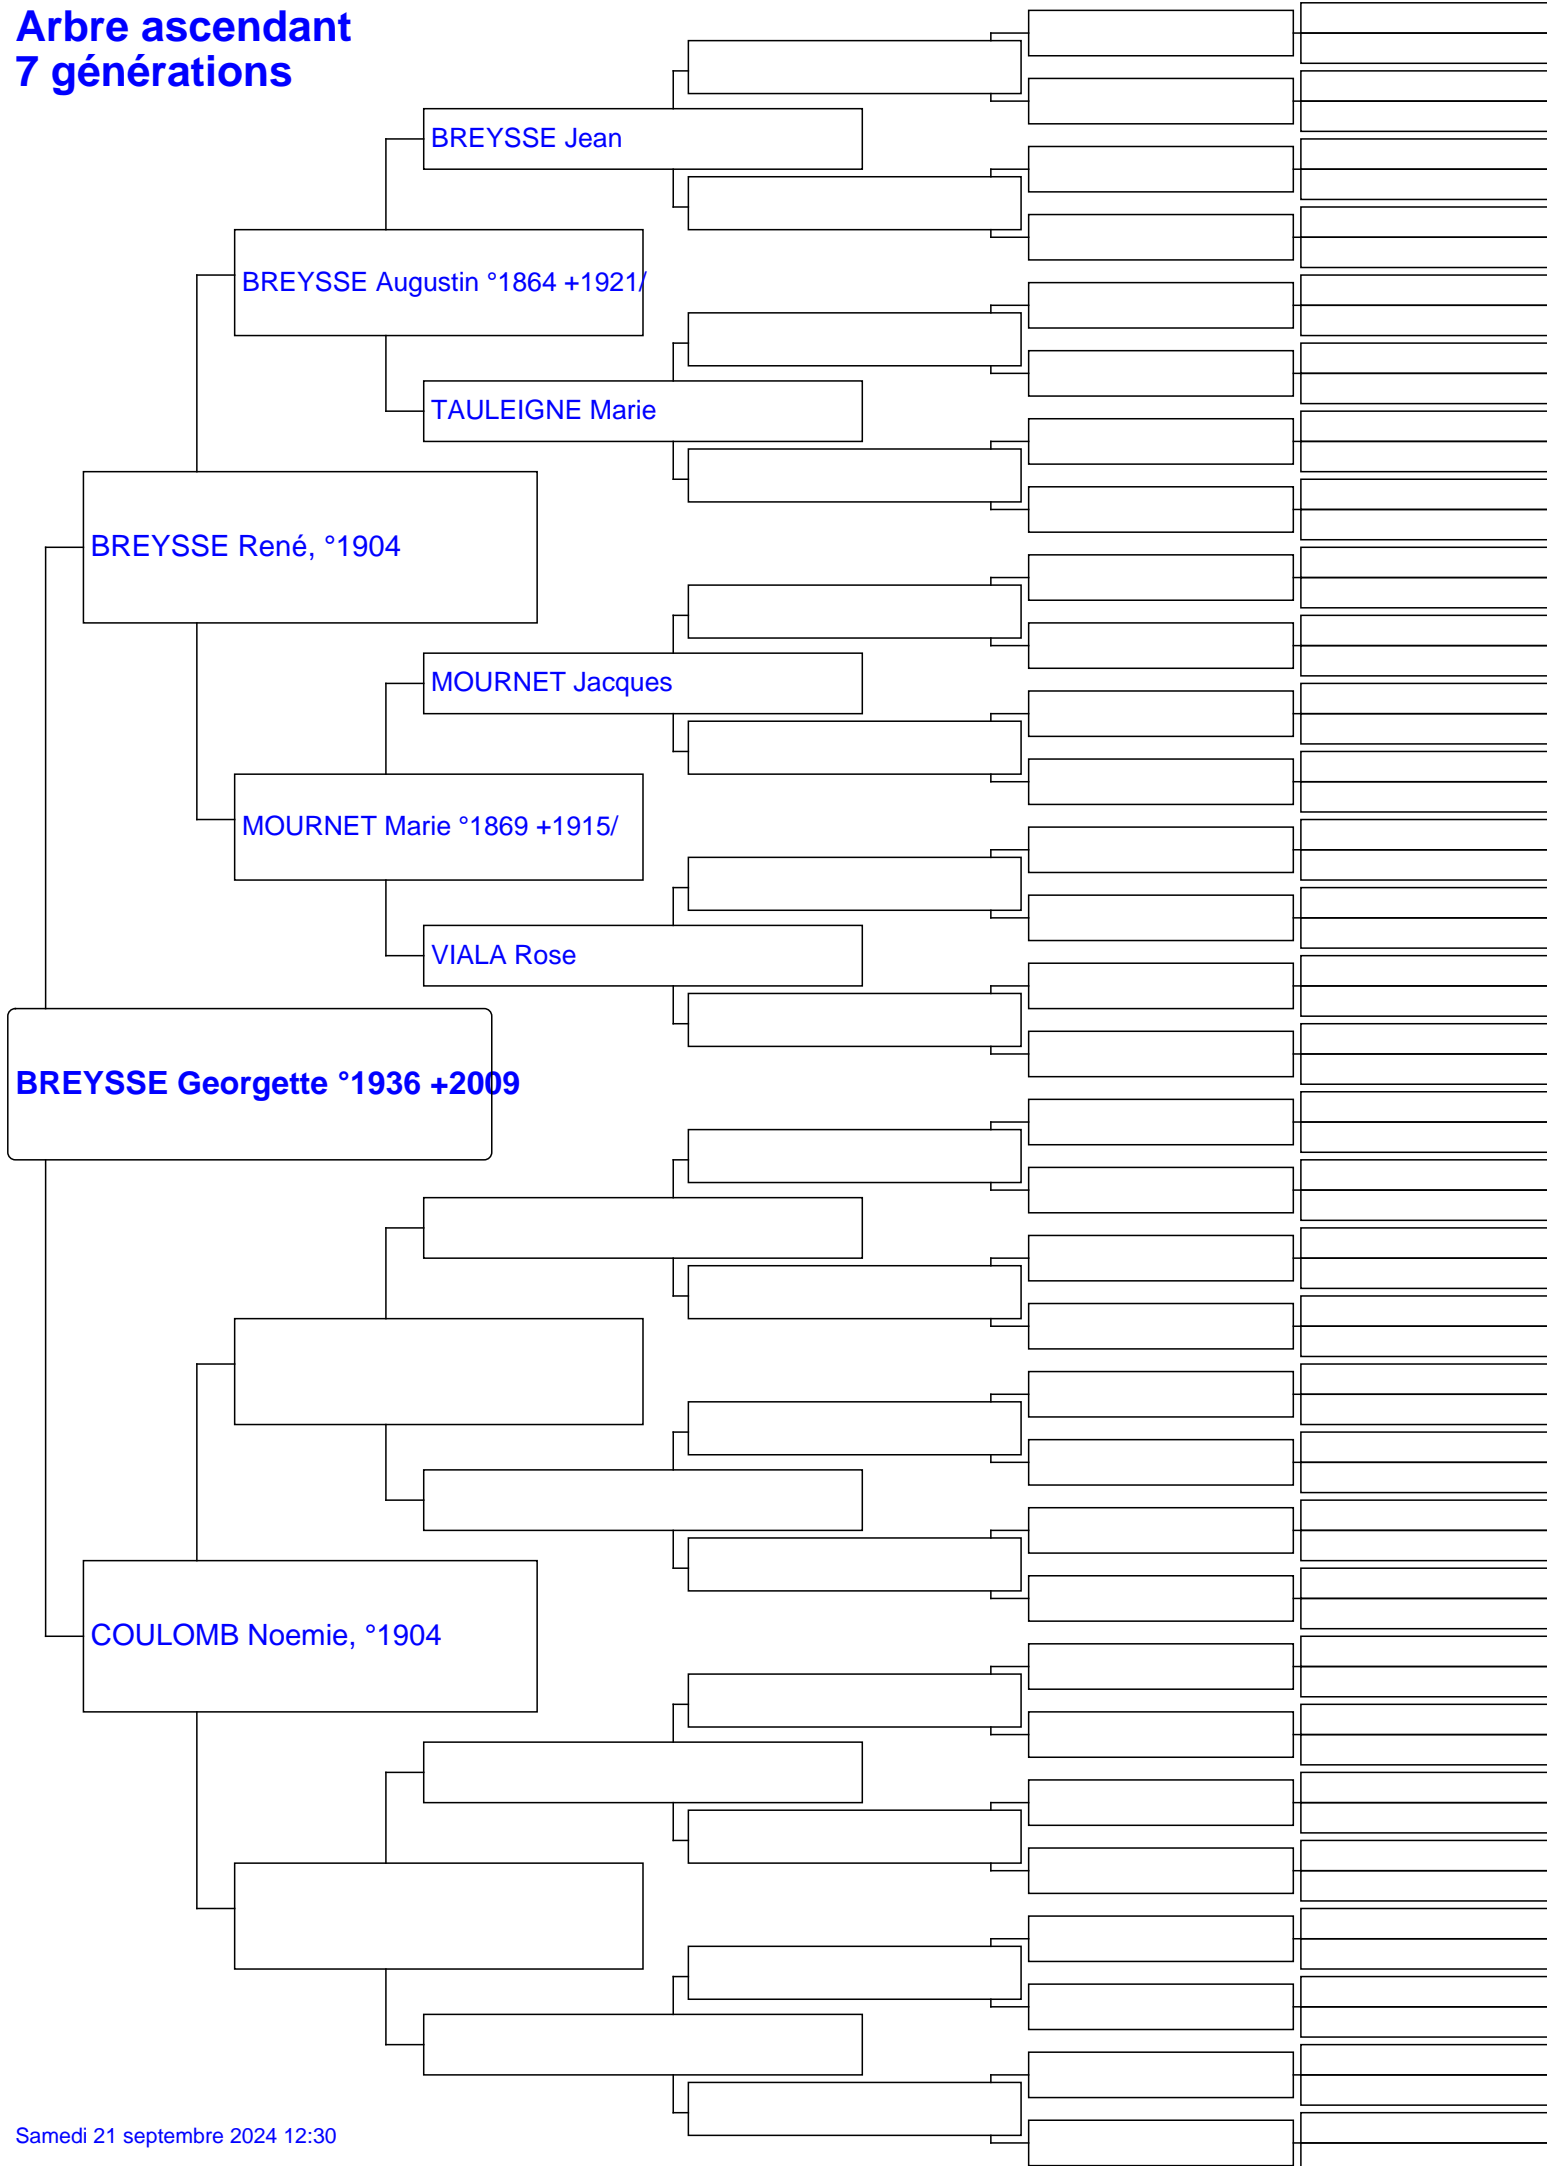 Arbre ascendant
7 générations
BREYSSE Jean
BREYSSE Augustin °1864 +1921/
TAULEIGNE Marie
BREYSSE René, °1904
MOURNET Jacques
MOURNET Marie °1869 +1915/
VIALA Rose
BREYSSE Georgette °1936 +2009
COULOMB Noemie, °1904
Samedi 21 septembre 2024 12:30